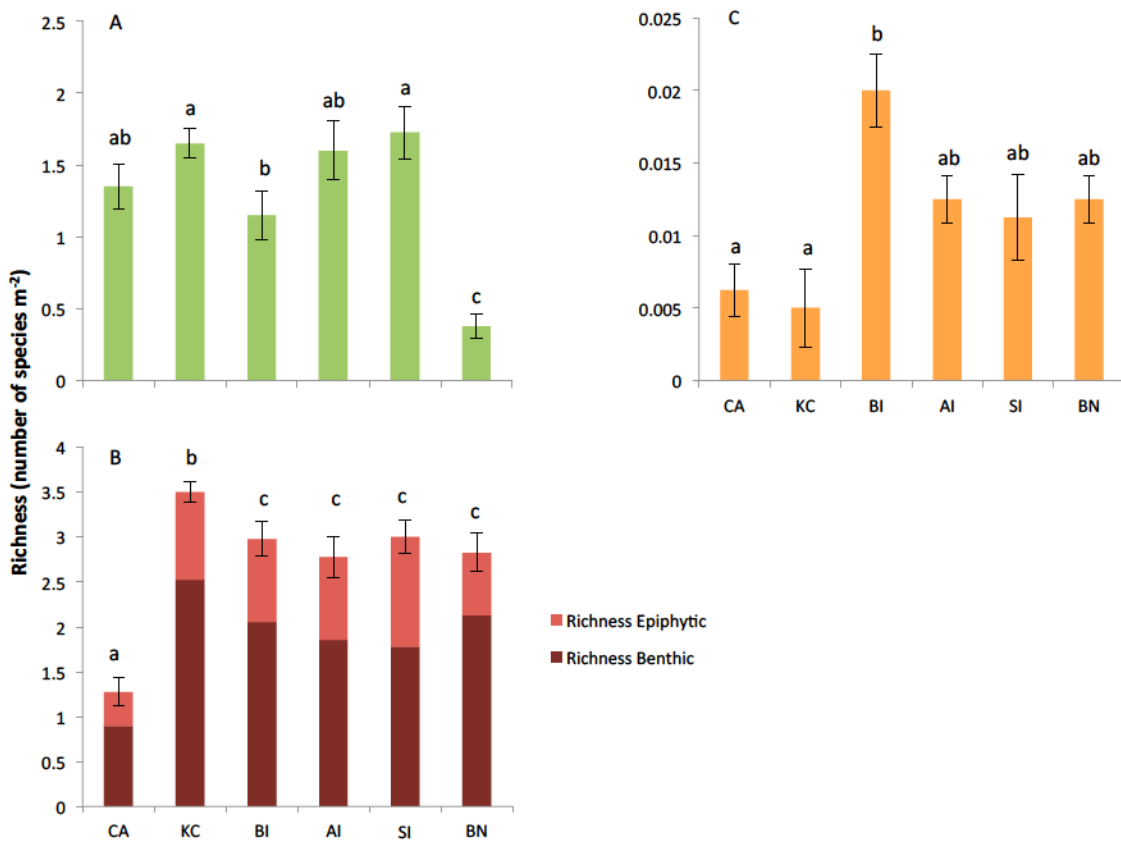 Richness (number of species m-2)
A
2.5
2
1.5
1
0.5
0
ab
a
b
ab
a
c
C
0.025
0.02
0.015
0.01
0.005
0
a
a
b
ab
ab
ab
CA KC BI AI SI BN
B
4
3.5
3
2.5
2
1.5
1
0.5
0
a
b
c
c
c
c
CA KC BI AI SI BN
Richness Epiphytic
Richness Benthic